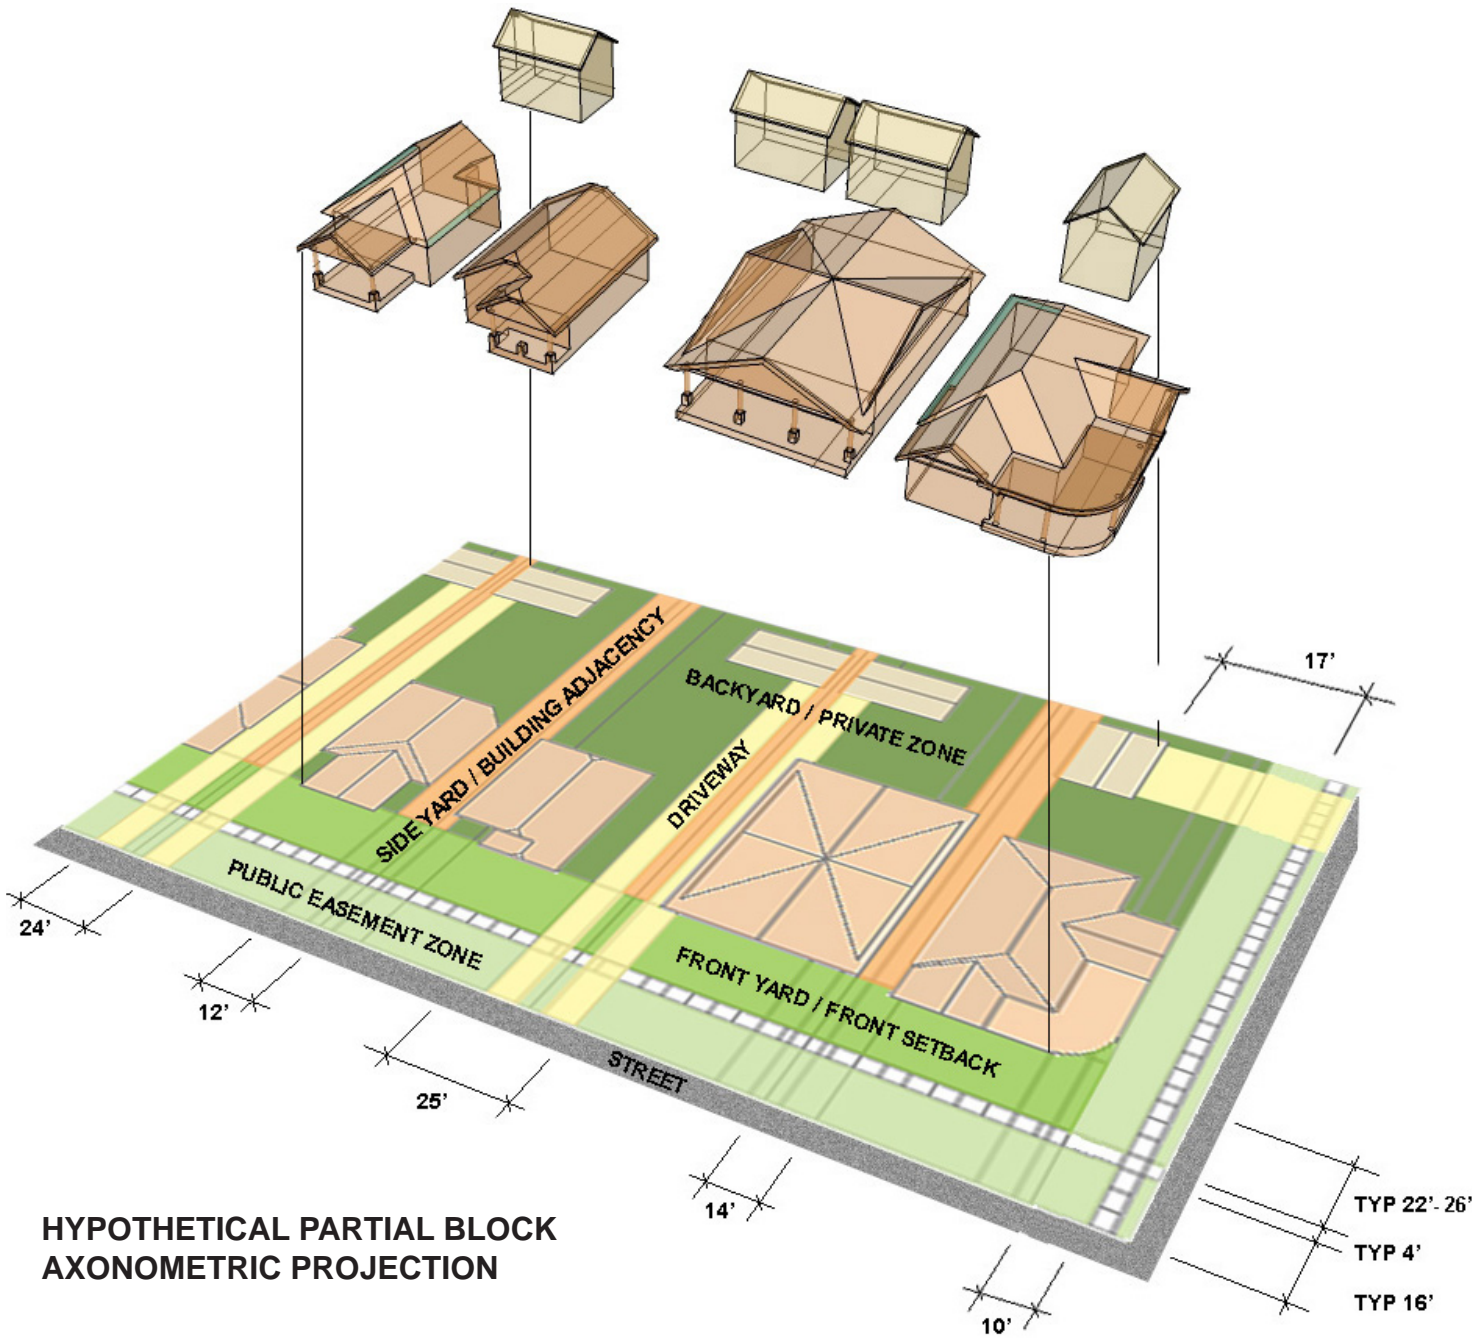 17'
SIDE YARD / BUILDING ADJACENCY
BACKYARD / PRIVATE ZONE
DRIVEWAY
PUBLIC EASEMENT ZONE
FRONT YARD / FRONT SETBACK
STREET
24'
12'
25'
14'
10'
TYP 22'- 26'
TYP 4'
TYP 16'
HYPOTHETICAL PARTIAL BLOCK
AXONOMETRIC PROJECTION